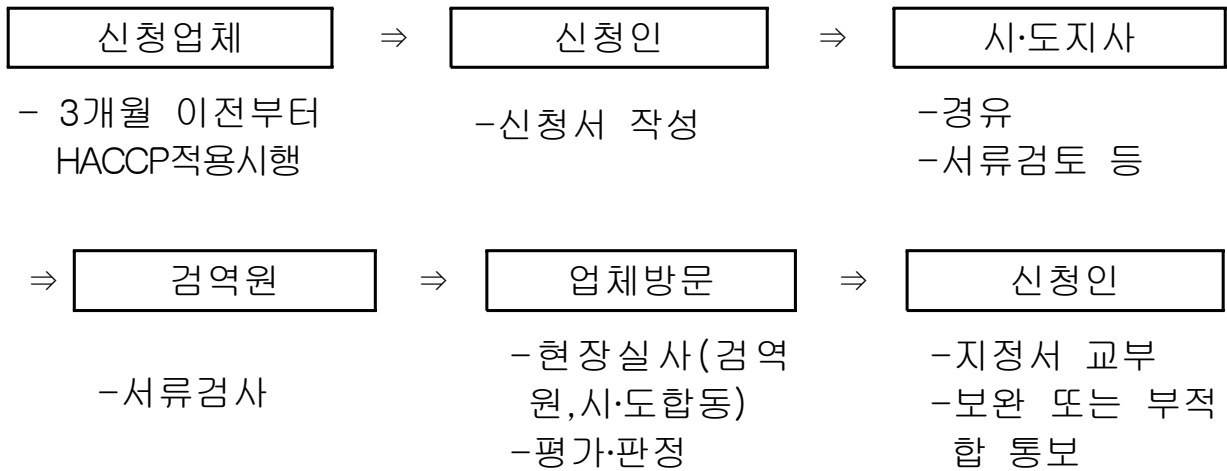 신청업체 ⇒ 신청인 ⇒ 시·도지사
- 3개월 이전부터
HACCP적용시행
-신청서 작성
-경유
-서류검토 등
⇒ 검역원 ⇒ 업체방문 ⇒ 신청인
-서류검사
-현장실사(검역
원,시·도합동)
-평가·판정
-지정서 교부
-보완 또는 부적
합 통보